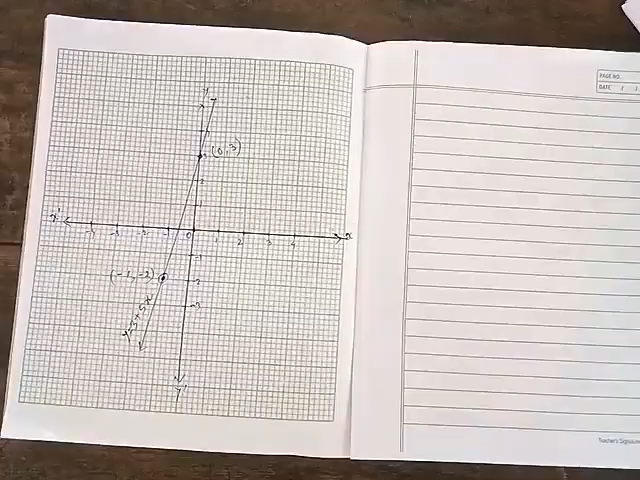 y
(0,3)
3
2
1
x'
-4 -3 -2 -1 0 1 2 3 4
x
-1
(-1,-2)
-2
-3
y=3+5x
y'
PAGE NO.
DATE / /
Teacher's Signature